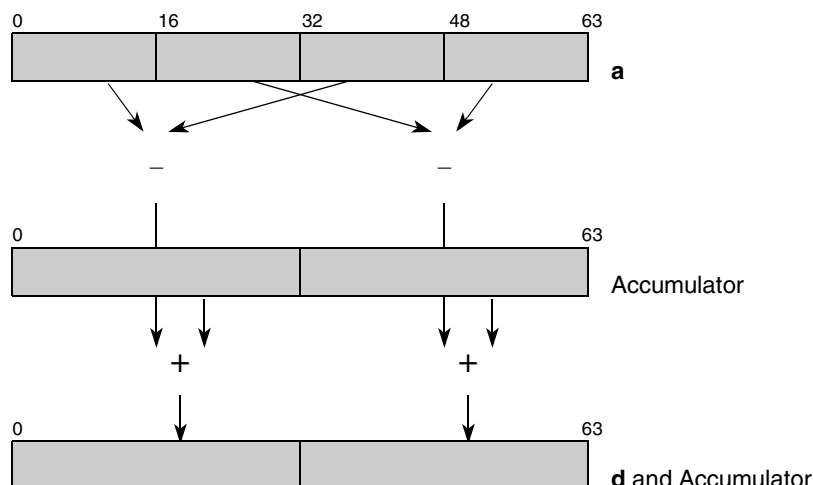 0 16 32 48 63
a
– –
0 63
Accumulator
+ +
0 63
d and Accumulator